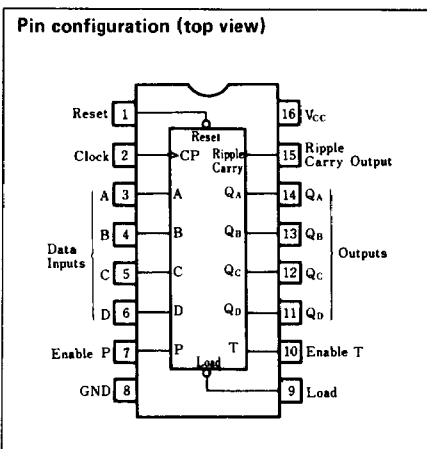 Pin configuration (top view)
Reset 1
16 VCC
Reset
Clock 2
CP
Ripple Carry
15 Ripple Carry Output
A 3
A
QA
14 QA
B 4
B
QB
13 QB
Data Inputs
Outputs
C 5
C
QC
12 QC
D 6
D
QD
11 QD
Enable P 7
P
T
10 Enable T
Load
GND 8
9 Load